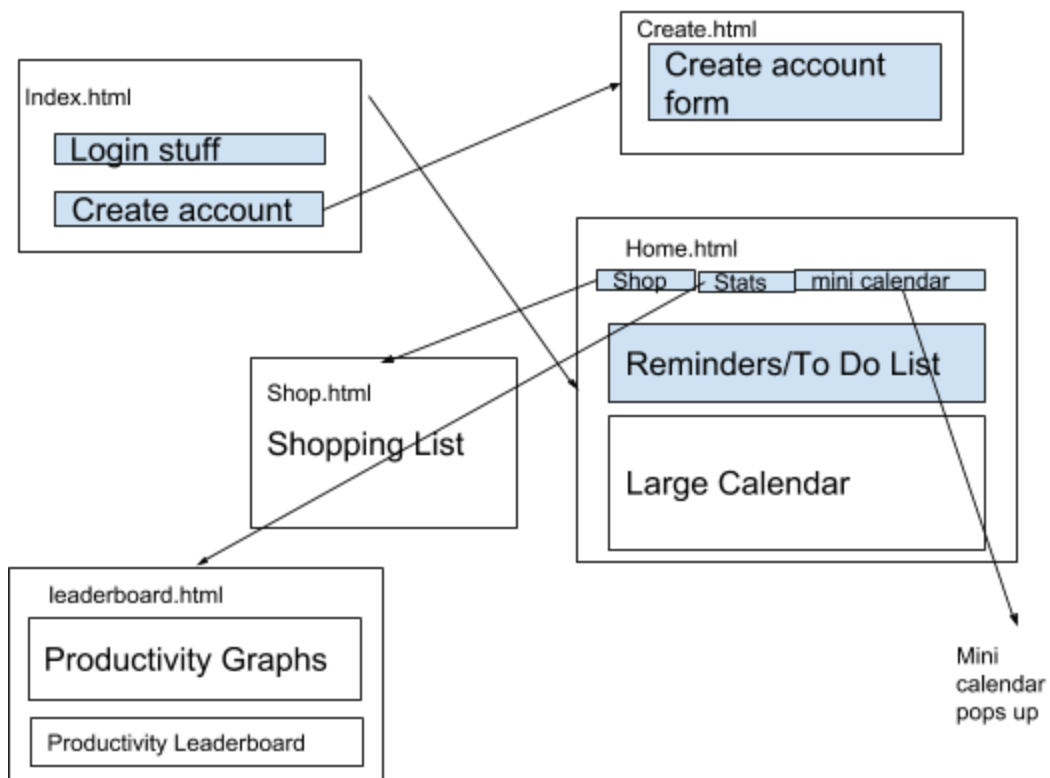 Index.html
Login stuff
Create account
Create.html
Create account
form
Home.html
Shop
Stats
mini calendar
Reminders/To Do List
Large Calendar
Shop.html
Shopping List
leaderboard.html
Productivity Graphs
Productivity Leaderboard
Mini
calendar
pops up